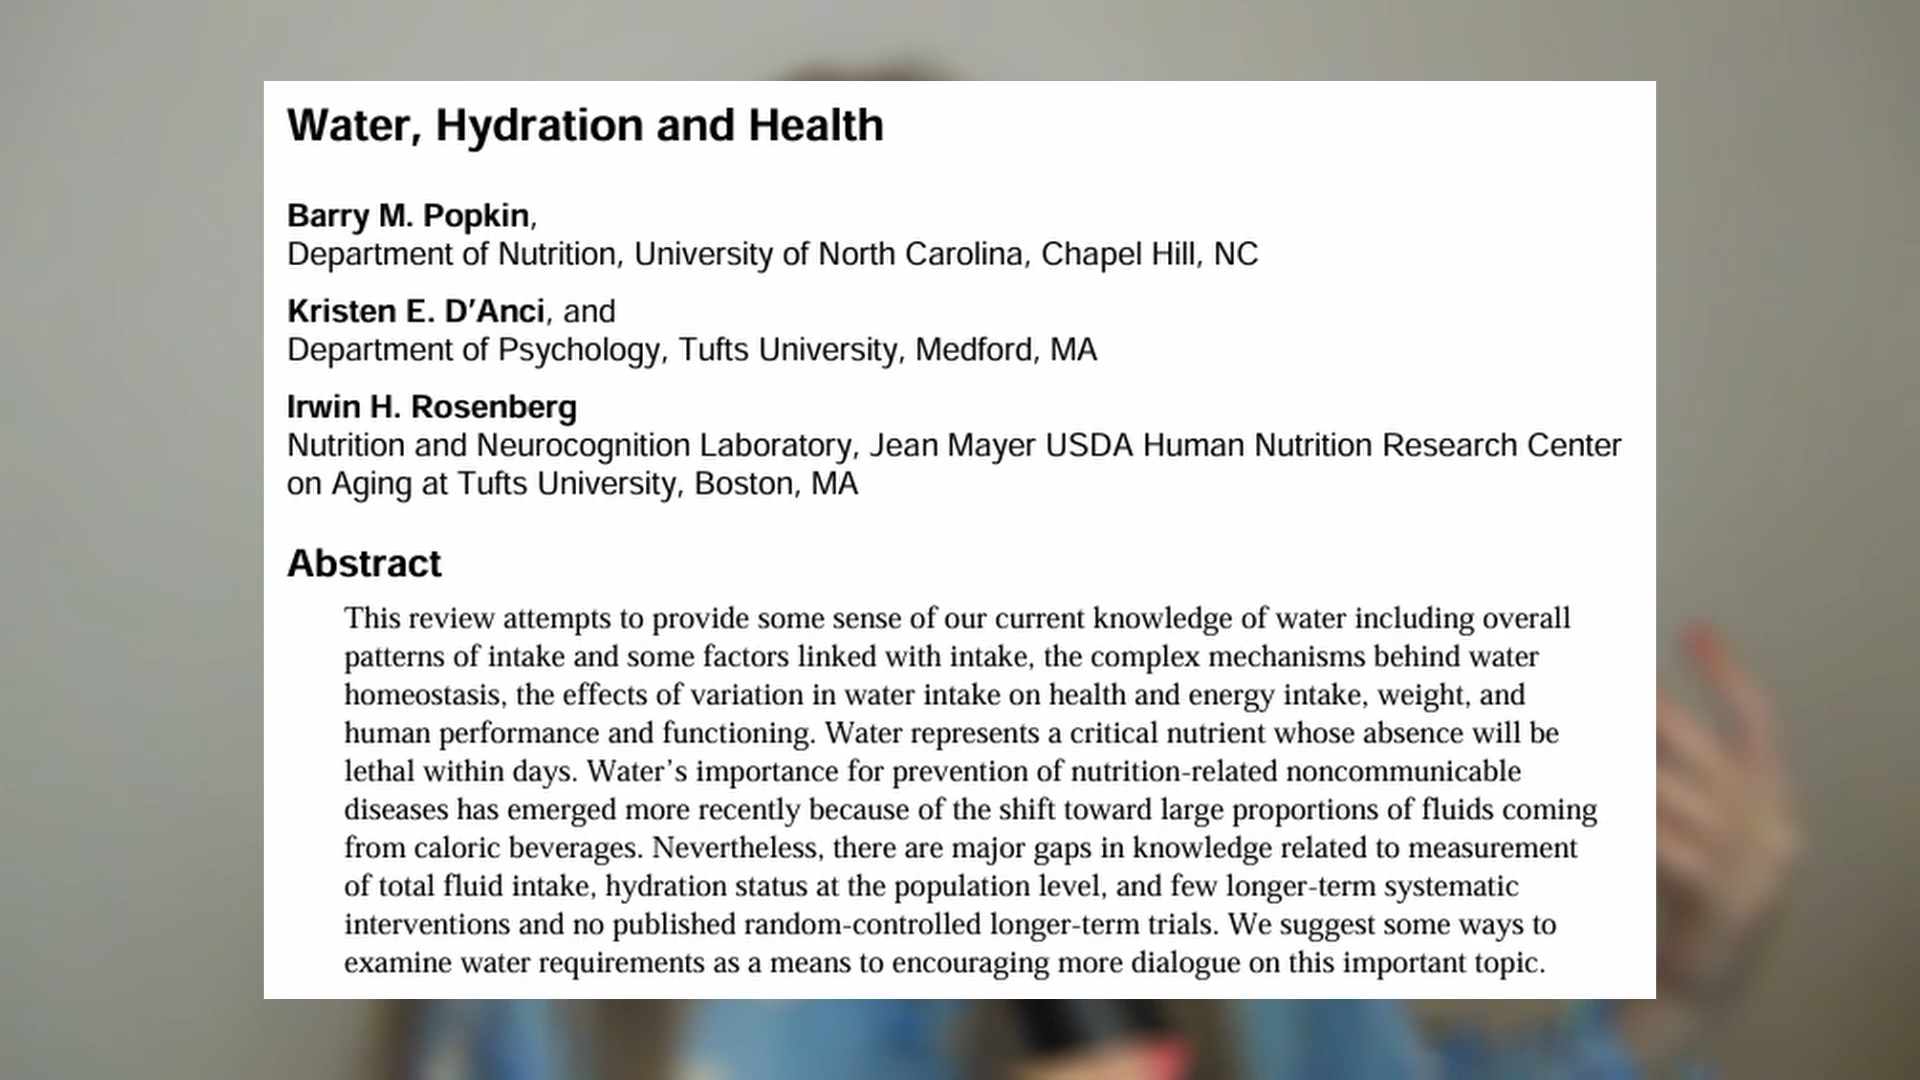 Water, Hydration and Health
Barry M. Popkin,
Department of Nutrition, University of North Carolina, Chapel Hill, NC
Kristen E. D’Anci, and
Department of Psychology, Tufts University, Medford, MA
Irwin H. Rosenberg
Nutrition and Neurocognition Laboratory, Jean Mayer USDA Human Nutrition Research Center
on Aging at Tufts University, Boston, MA
Abstract
This review attempts to provide some sense of our current knowledge of water including overall
patterns of intake and some factors linked with intake, the complex mechanisms behind water
homeostasis, the effects of variation in water intake on health and energy intake, weight, and
human performance and functioning. Water represents a critical nutrient whose absence will be
lethal within days. Water’s importance for prevention of nutrition-related noncommunicable
diseases has emerged more recently because of the shift toward large proportions of fluids coming
from caloric beverages. Nevertheless, there are major gaps in knowledge related to measurement
of total fluid intake, hydration status at the population level, and few longer-term systematic
interventions and no published random-controlled longer-term trials. We suggest some ways to
examine water requirements as a means to encouraging more dialogue on this important topic.